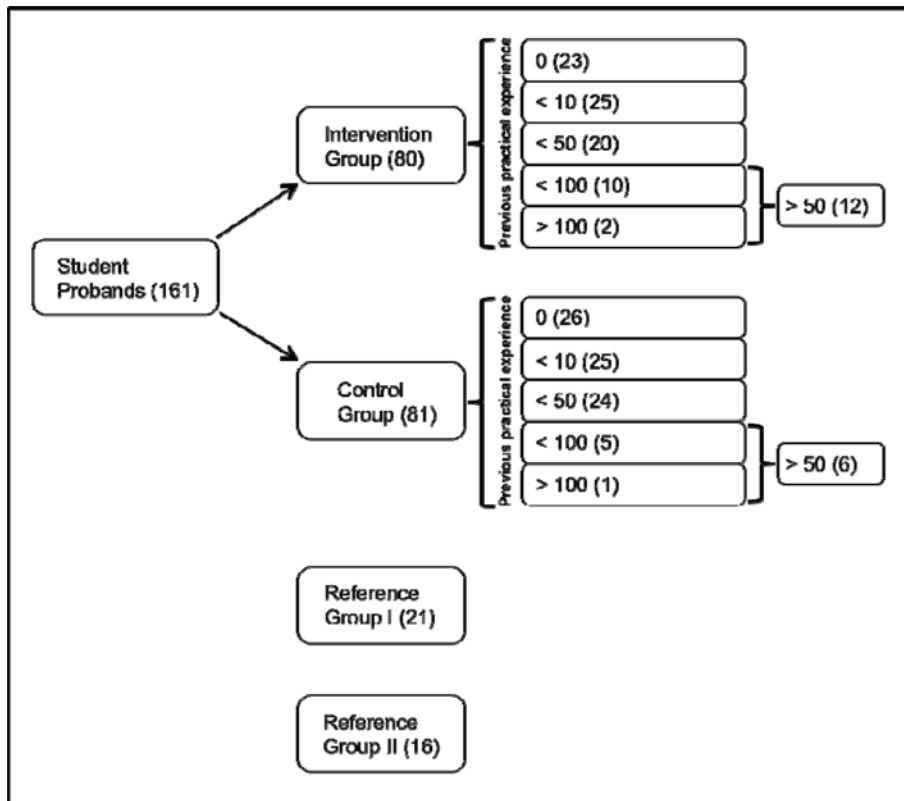 Student
Probands (161)
Intervention
Group (80)
Previous practical experience
0 (23)
< 10 (25)
< 50 (20)
< 100 (10)
> 100 (2)
> 50 (12)
Control
Group (81)
Previous practical experience
0 (26)
< 10 (25)
< 50 (24)
< 100 (5)
> 100 (1)
> 50 (6)
Reference
Group I (21)
Reference
Group II (16)